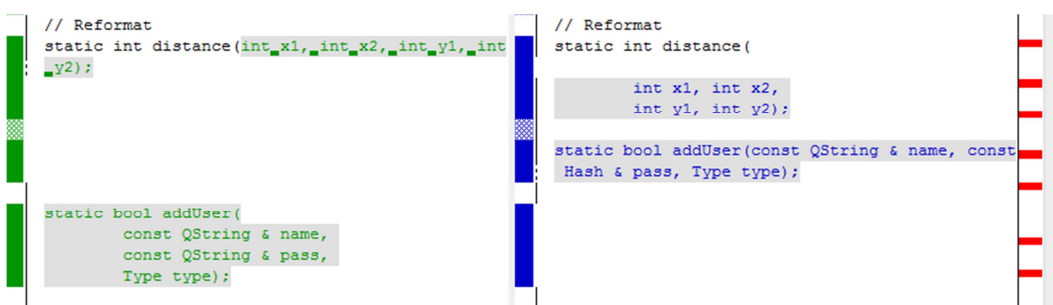 // Reformat
static int distance(int x1, int x2, int y1, int
y2);
static bool addUser(
const QString & name,
const QString & pass,
Type type);
// Reformat
static int distance(
int x1, int x2,
int y1, int y2);
static bool addUser(const QString & name, const
Hash & pass, Type type);